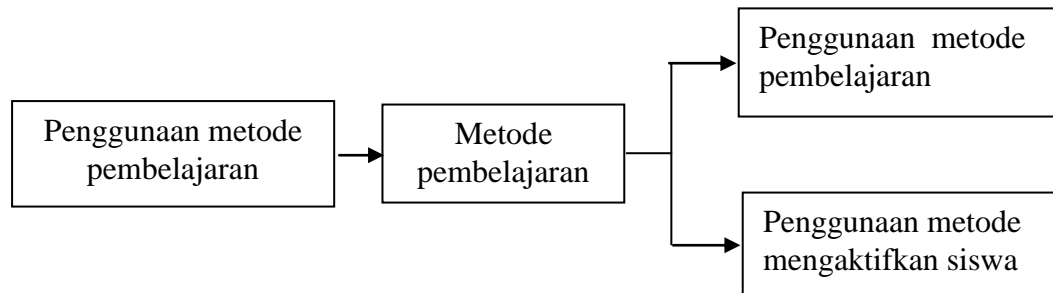 Penggunaan metode
pembelajaran
Metode
pembelajaran
Penggunaan  metode
pembelajaran
Penggunaan metode
mengaktifkan siswa